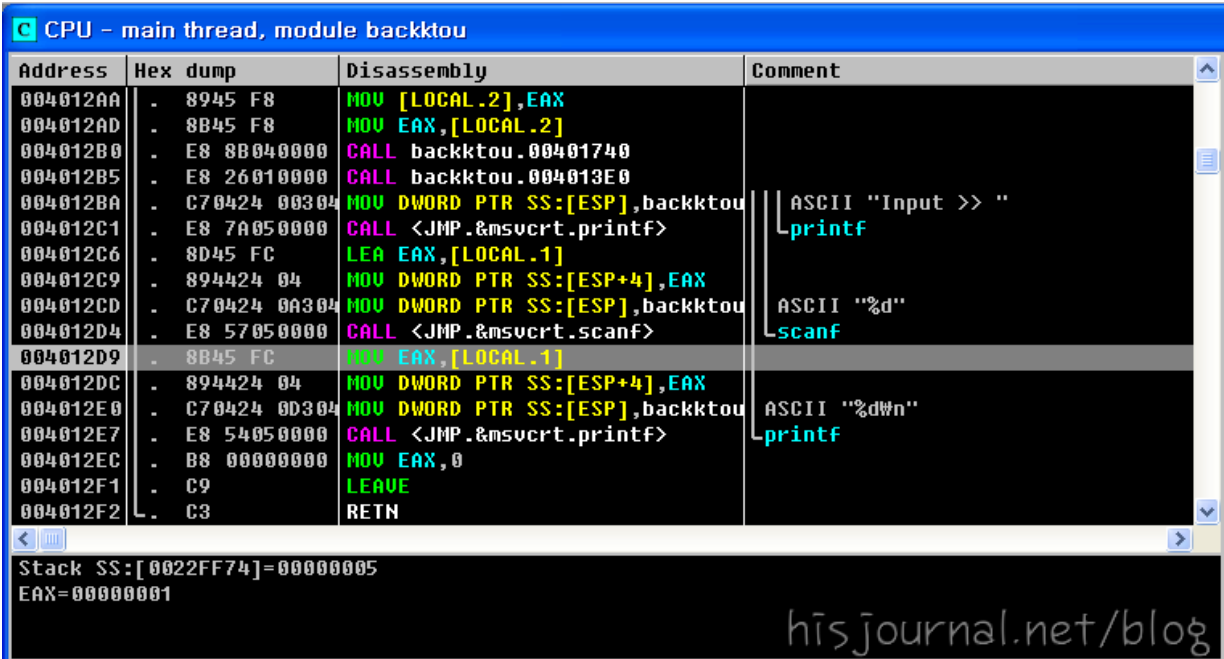 C CPU - main thread, module backktou
Address Hex dump Disassembly Comment
004012AA . 8945 F8 MOV [LOCAL.2],EAX
004012AD . 8B45 F8 MOV EAX,[LOCAL.2]
004012B0 . E8 8B040000 CALL backktou.00401740
004012B5 . E8 26010000 CALL backktou.004013E0
004012BA . C70424 00304 MOV DWORD PTR SS:[ESP],backktou ASCII "Input >> "
004012C1 . E8 7A050000 CALL <JMP.&msvcrt.printf> printf
004012C6 . 8D45 FC LEA EAX,[LOCAL.1]
004012C9 . 894424 04 MOV DWORD PTR SS:[ESP+4],EAX
004012CD . C70424 0A304 MOV DWORD PTR SS:[ESP],backktou ASCII "%d"
004012D4 . E8 57050000 CALL <JMP.&msvcrt.scanf> scanf
004012D9 . 8B45 FC MOV EAX,[LOCAL.1]
004012DC . 894424 04 MOV DWORD PTR SS:[ESP+4],EAX
004012E0 . C70424 0D304 MOV DWORD PTR SS:[ESP],backktou ASCII "%d₩n"
004012E7 . E8 54050000 CALL <JMP.&msvcrt.printf> printf
004012EC . B8 00000000 MOV EAX,0
004012F1 . C9 LEAVE
004012F2 . C3 RETN
Stack SS:[0022FF74]=00000005
EAX=00000001
hisjournal.net/blog